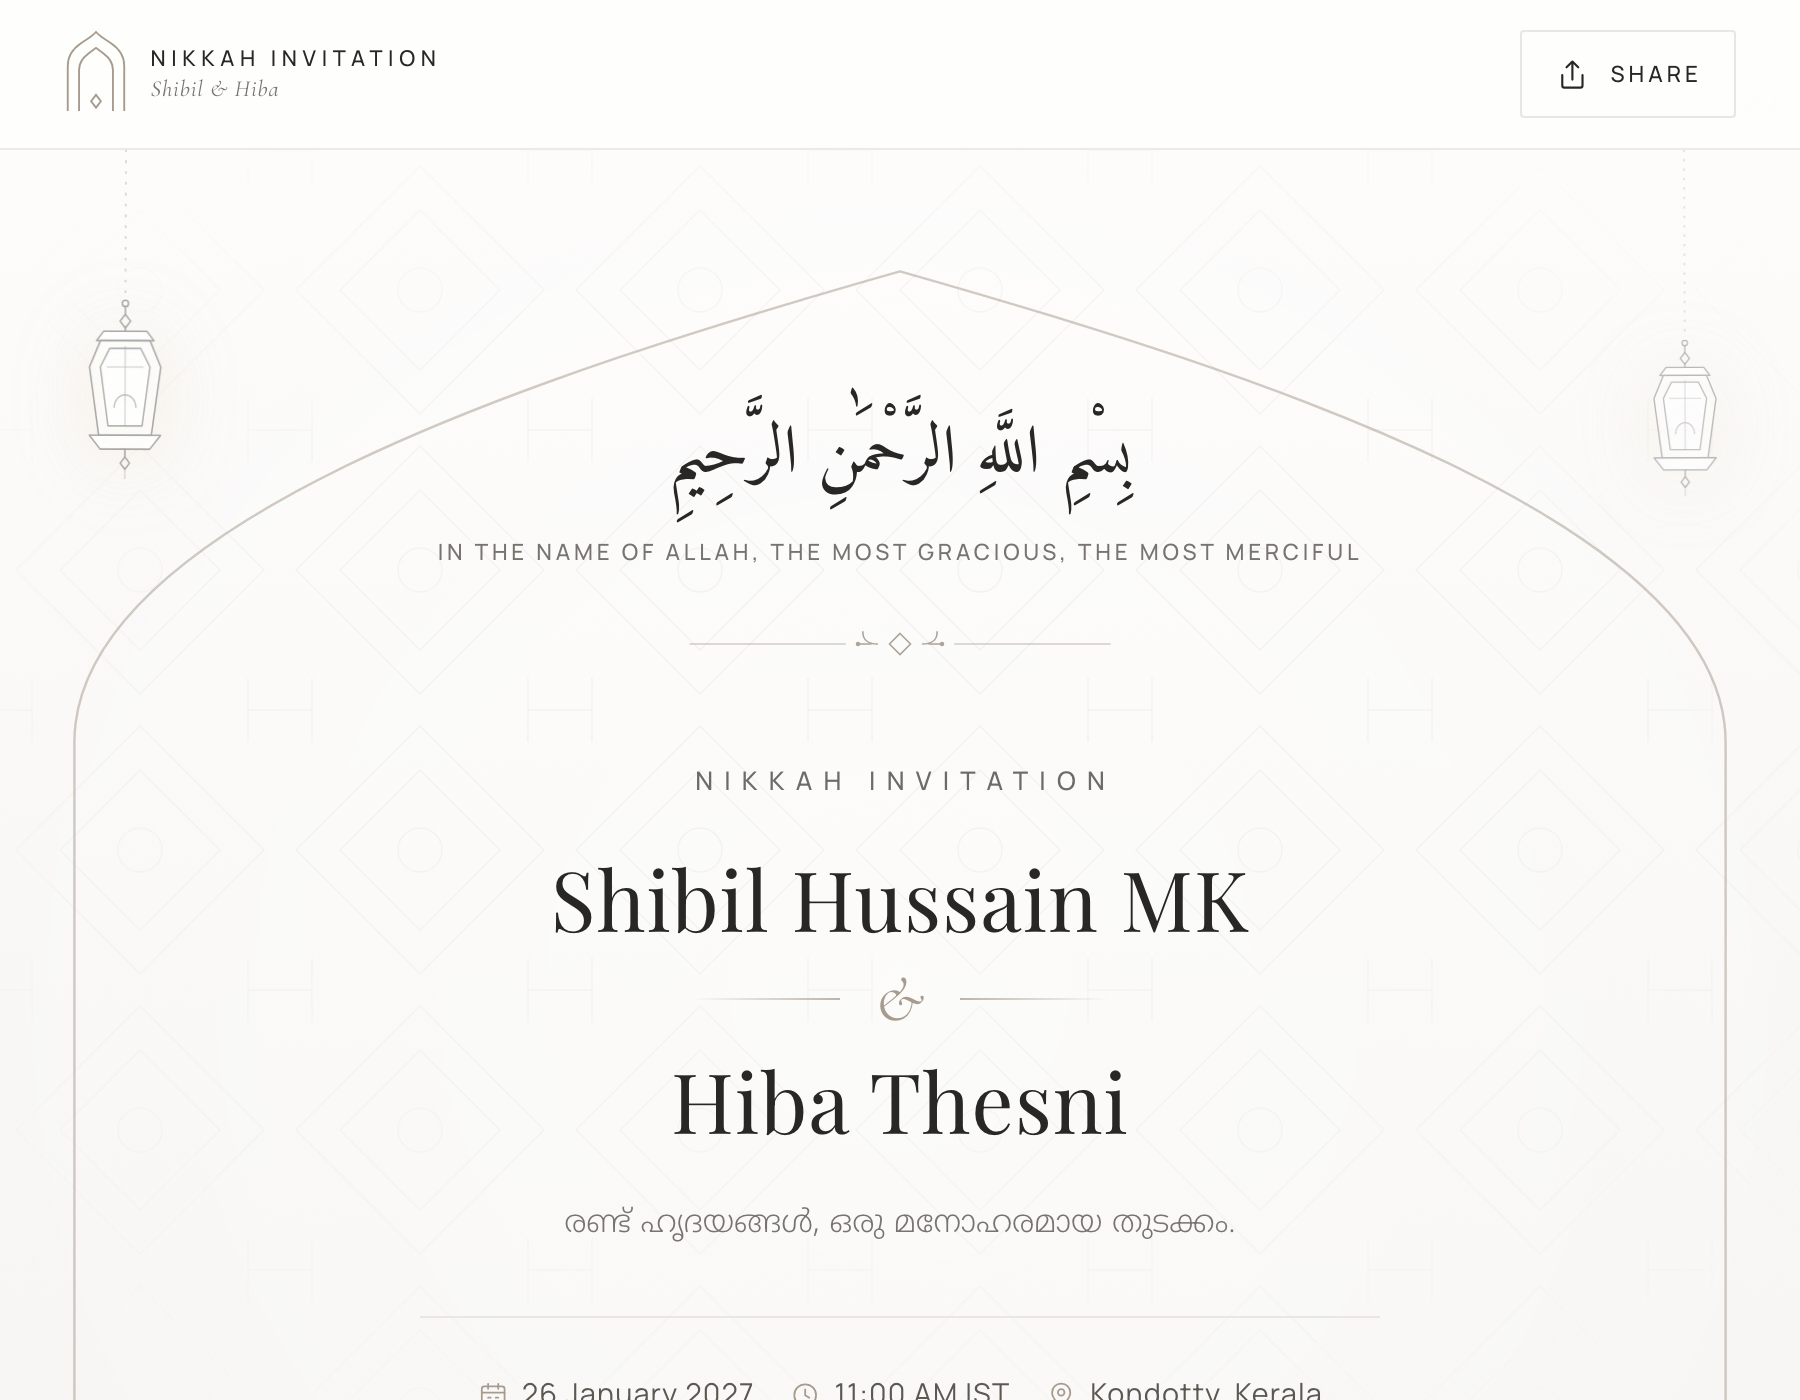 NIKKAH INVITATION
Shibil & Hiba
SHARE
بِسْمِ اللَّهِ الرَّحْمَٰنِ الرَّحِيمِ
IN THE NAME OF ALLAH, THE MOST GRACIOUS, THE MOST MERCIFUL
NIKKAH INVITATION
Shibil Hussain MK
&
Hiba Thesni
രണ്ട് ഹൃദയങ്ങൾ, ഒരു മനോഹരമായ തുടക്കം.
26 January 2027 11:00 AM IST Kondotty, Kerala